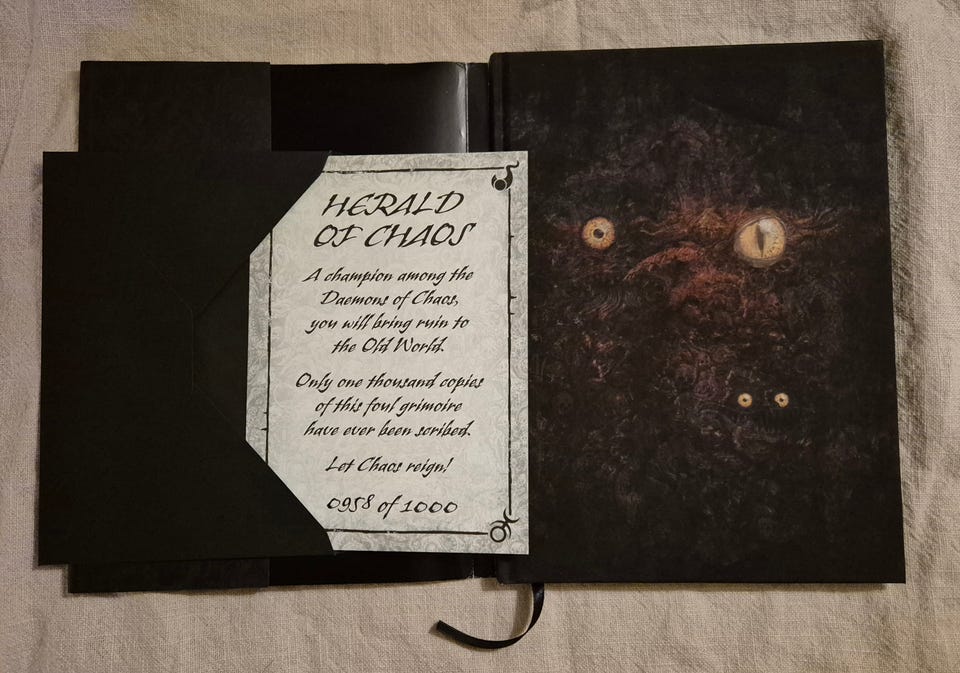 HERALD
OF CHAOS
A champion among the
Daemons of Chaos,
you will bring ruin to
the Old World.
Only one thousand copies
of this foul grimoire
have ever been scribed.
Let Chaos reign!
0958 of 1000